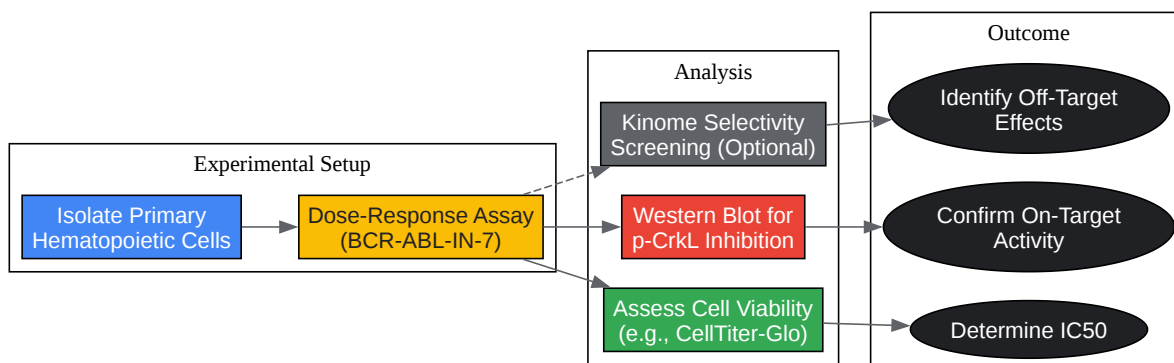 Experimental Setup
Isolate Primary
Hematopoietic Cells
Dose-Response Assay
(BCR-ABL-IN-7)
Analysis
Kinome Selectivity
Screening (Optional)
Western Blot for
p-CrkL Inhibition
Assess Cell Viability
(e.g., CellTiter-Glo)
Outcome
Identify Off-Target
Effects
Confirm On-Target
Activity
Determine IC50